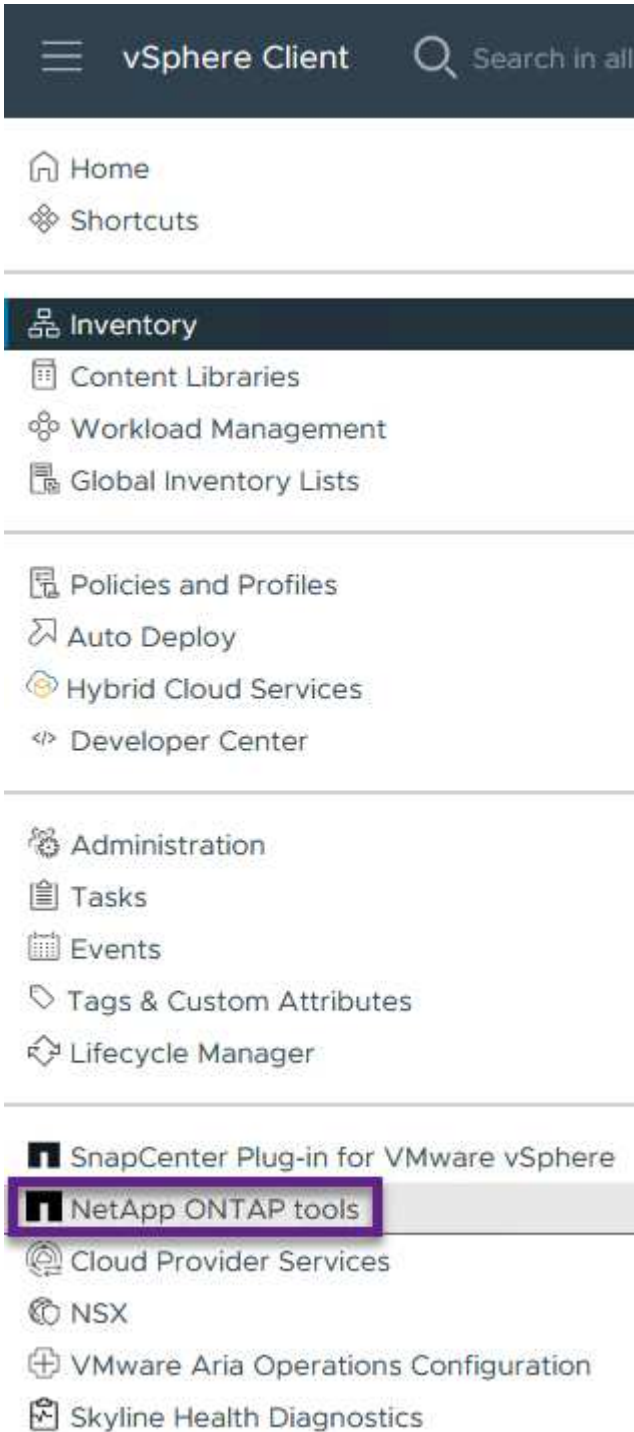 vSphere Client
Search in all
Home
Shortcuts
Inventory
Content Libraries
Workload Management
Global Inventory Lists
Policies and Profiles
Auto Deploy
Hybrid Cloud Services
Developer Center
Administration
Tasks
Events
Tags & Custom Attributes
Lifecycle Manager
SnapCenter Plug-in for VMware vSphere
NetApp ONTAP tools
Cloud Provider Services
NSX
VMware Aria Operations Configuration
Skyline Health Diagnostics